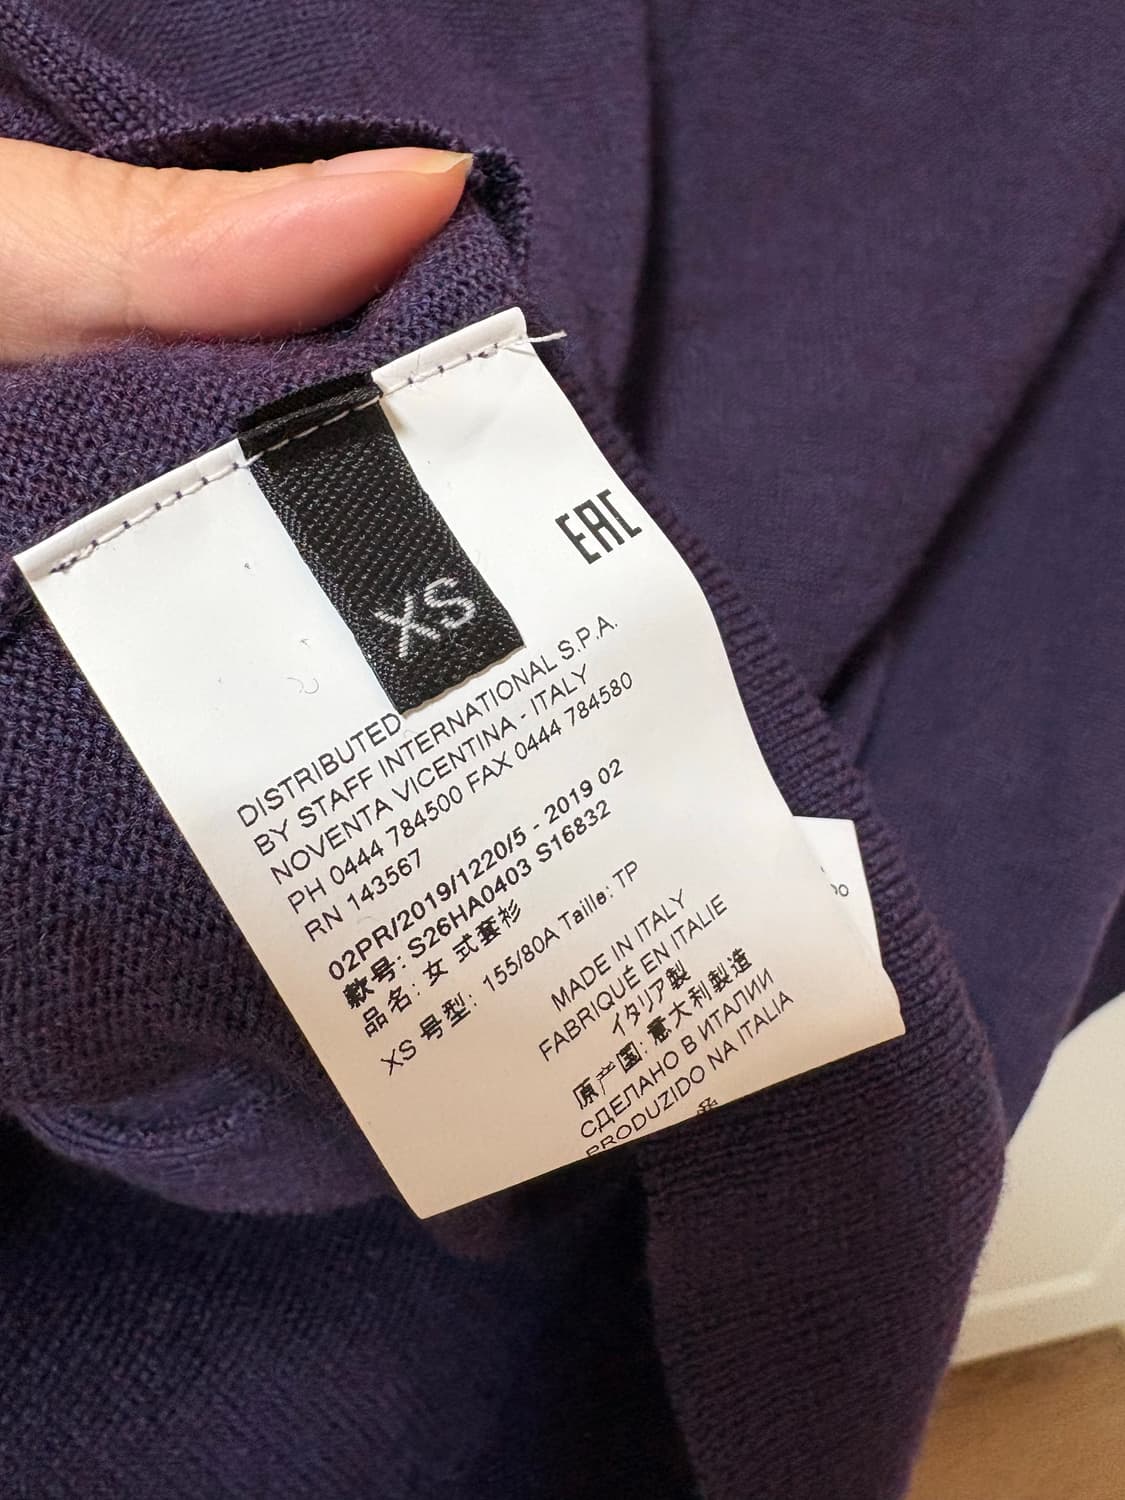 XS
EAC
DISTRIBUTED
BY STAFF INTERNATIONAL S.P.A.
NOVENTA VICENTINA - ITALY
PH 0444 784500 FAX 0444 784580
RN 143567
02PR/2019/1220/5 - 2019 02
款号: S26HA0403 S16832
品名: 女 式套衫
XS 号型: 155/80A Taille: TP
MADE IN ITALY
FABRIQUÉ EN ITALIE
イタリア製
原产国: 意大利製造
СДЕЛАНО В ИТАЛИИ
PRODUZIDO NA ITALIA